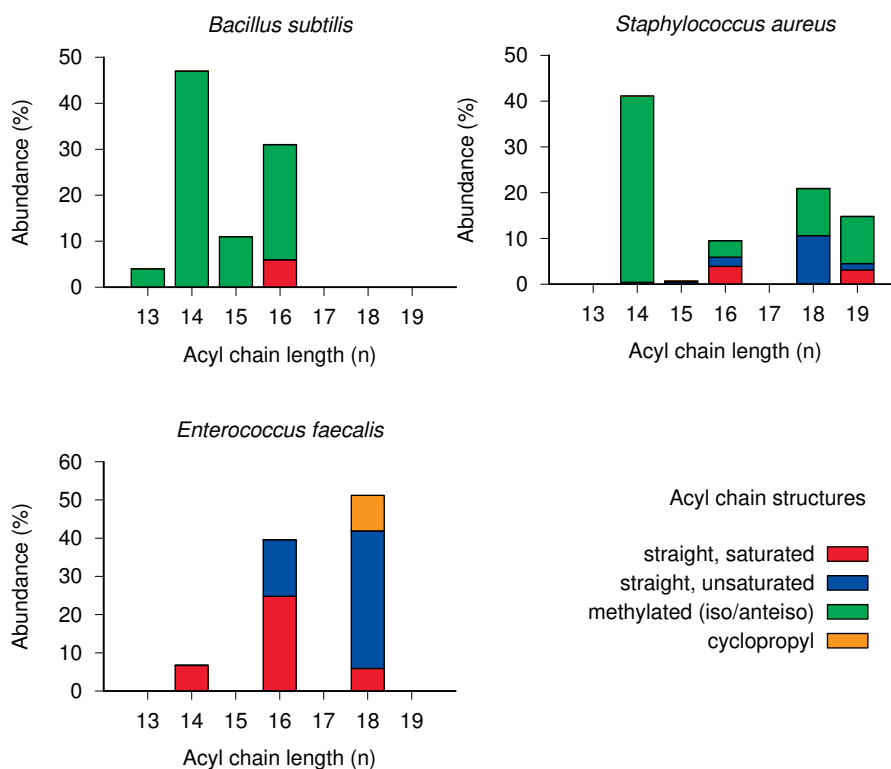 Bacillus subtilis
50
40
30
20
10
0
Abundance (%)
13 14 15 16 17 18 19
Acyl chain length (n)
Staphylococcus aureus
50
40
30
20
10
0
Abundance (%)
13 14 15 16 17 18 19
Acyl chain length (n)
Enterococcus faecalis
60
50
40
30
20
10
0
Abundance (%)
13 14 15 16 17 18 19
Acyl chain length (n)
Acyl chain structures
straight, saturated
straight, unsaturated
methylated (iso/anteiso)
cyclopropyl